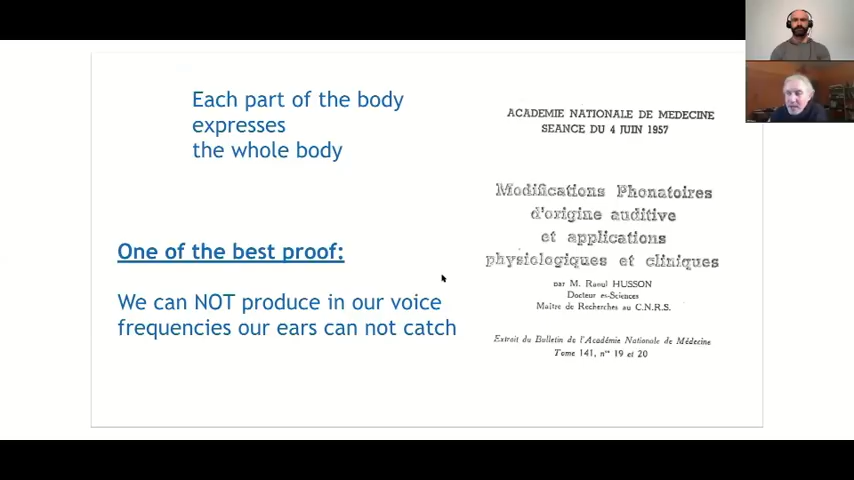 Each part of the body
expresses
the whole body
One of the best proof:
We can NOT produce in our voice
frequencies our ears can not catch
ACADEMIE NATIONALE DE MEDECINE
SEANCE DU 4 JUIN 1957
Modifications Phonatoires
d'origine auditive
et applications
physiologiques et cliniques
par M. Raoul HUSSON
Docteur es-Sciences
Maître de Recherches au C.N.R.S.
Extrait du Bulletin de l'Académie Nationale de Médecine
Tome 141, nos 19 et 20